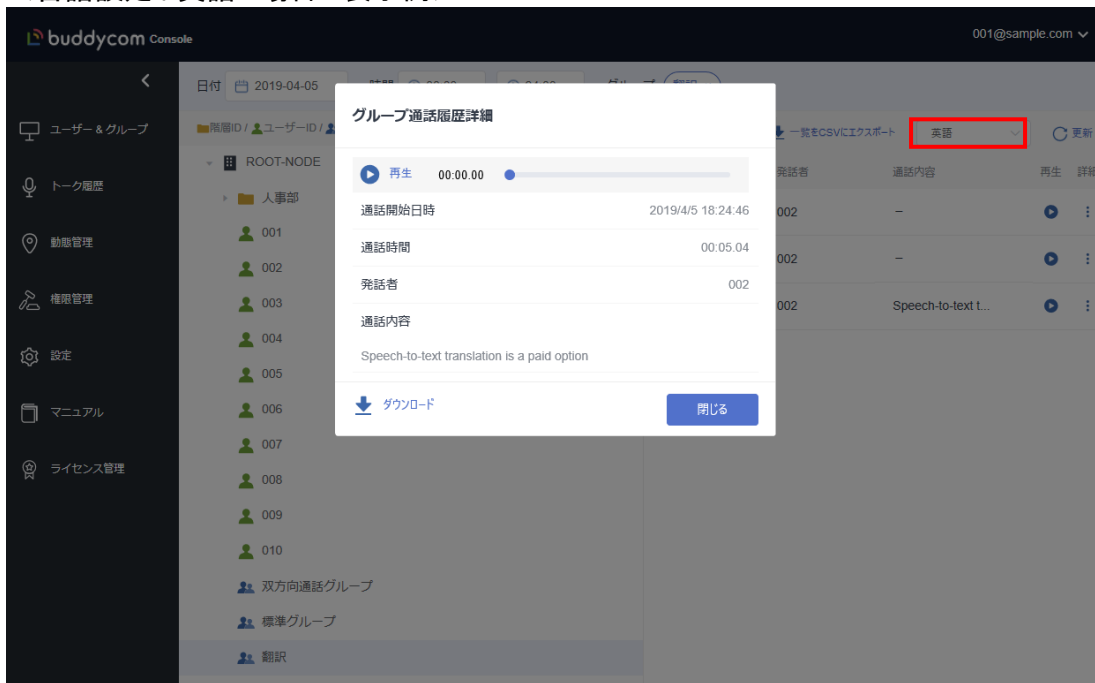 buddycom Console
001@sample.com
日付 2019-04-05
グループ通話履歴詳細
ユーザー & グループ
階層ID / ユーザーID /
一覧をCSVにエクスポート
英語
更新
ROOT-NODE
再生 00:00.00
発話者 通話内容 再生 詳細
トーク履歴
人事部
通話開始日時 2019/4/5 18:24:46
002 –
001
動態管理
通話時間 00:05.04
002
002 –
発話者 002
権限管理
003
002 Speech-to-text t...
通話内容
004
設定
Speech-to-text translation is a paid option
005
マニュアル
006
ダウンロード
閉じる
007
ライセンス管理
008
009
010
双方向通話グループ
標準グループ
翻訳